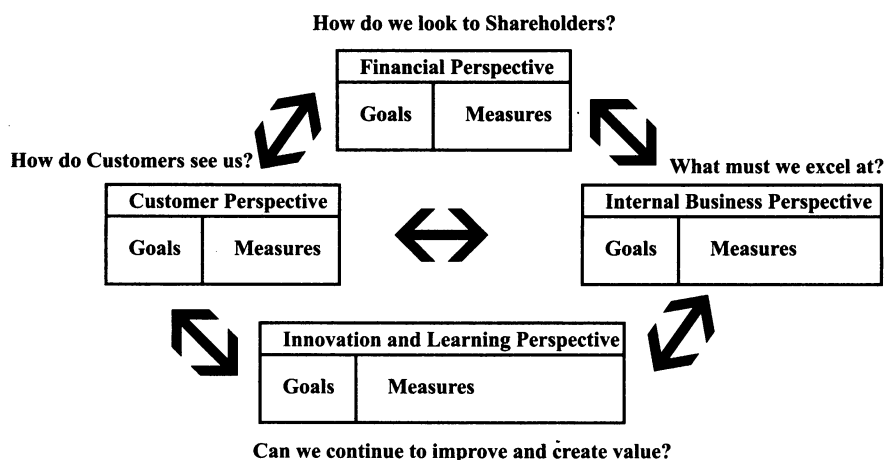 How do we look to Shareholders?
Financial Perspective
Goals
Measures
How do Customers see us?
What must we excel at?
Customer Perspective
Goals
Measures
Internal Business Perspective
Goals
Measures
Innovation and Learning Perspective
Goals
Measures
Can we continue to improve and create value?